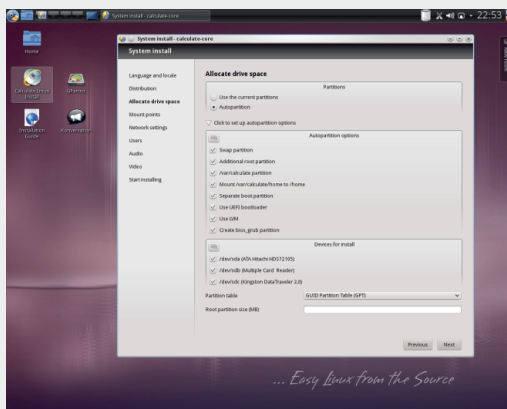 System install - calculate-core
22:53
Home
Calculate Linux Install
GParted
Installation Guide
Konversation
System install - calculate-core
System install
Language and locale
Distribution
Allocate drive space
Mount points
Network settings
Users
Audio
Video
Start installing
Allocate drive space
Partitions
Use the current partitions
Autopartition
Click to set up autopartition options
Autopartition options
Swap partition
Additional root partition
/var/calculate partition
Mount /var/calculate/home to /home
Separate boot partition
Use UEFI bootloader
Use LVM
Create bios_grub partition
Devices for install
/dev/sda (ATA Hitachi HDS72105)
/dev/sdb (Multiple Card Reader)
/dev/sdc (Kingston DataTraveler 2.0)
Partition table
GUID Partition Table (GPT)
Root partition size (MB)
Previous
Next
... Easy Linux from the Source